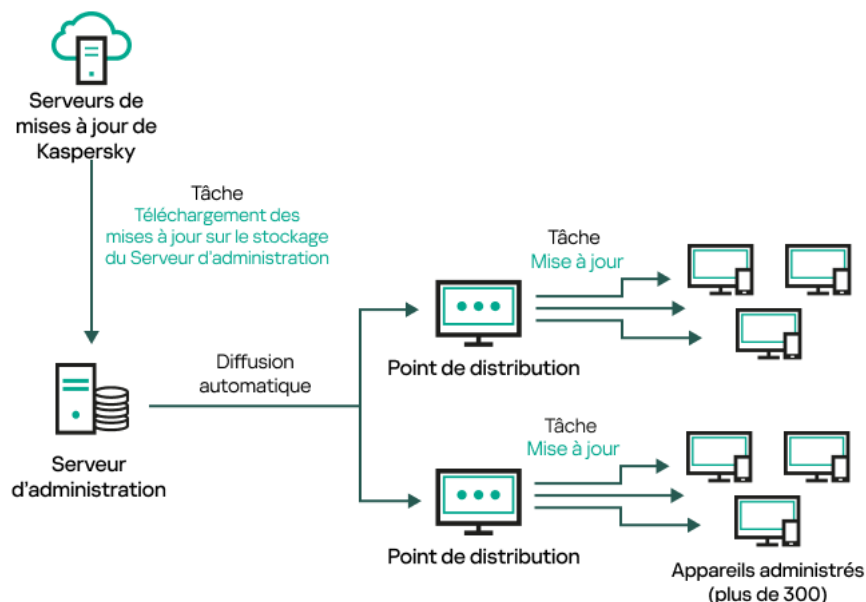 Serveurs de
mises à jour de
Kaspersky
Tâche
Téléchargement des
mises à jour sur le stockage
du Serveur d'administration
Tâche
Mise à jour
Point de distribution
Diffusion
automatique
Serveur
d'administration
Tâche
Mise à jour
Point de distribution
Appareils administrés
(plus de 300)